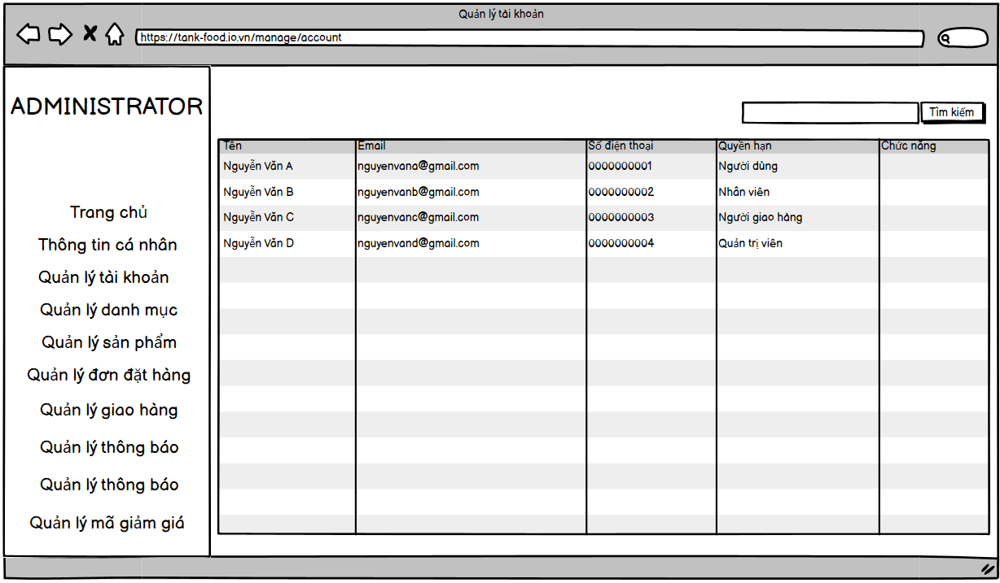 Quản lý tài khoản
https://tank-food.io.vn/manage/account
ADMINISTRATOR
Trang chủ
Thông tin cá nhân
Quản lý tài khoản
Quản lý danh mục
Quản lý sản phẩm
Quản lý đơn đặt hàng
Quản lý giao hàng
Quản lý thông báo
Quản lý thông báo
Quản lý mã giảm giá
Tìm kiếm
Tên Email Số điện thoại Quyền hạn Chức năng
Nguyễn Văn A nguyenvana@gmail.com 0000000001 Người dùng
Nguyễn Văn B nguyenvanb@gmail.com 0000000002 Nhân viên
Nguyễn Văn C nguyenvanc@gmail.com 0000000003 Người giao hàng
Nguyễn Văn D nguyenvand@gmail.com 0000000004 Quản trị viên